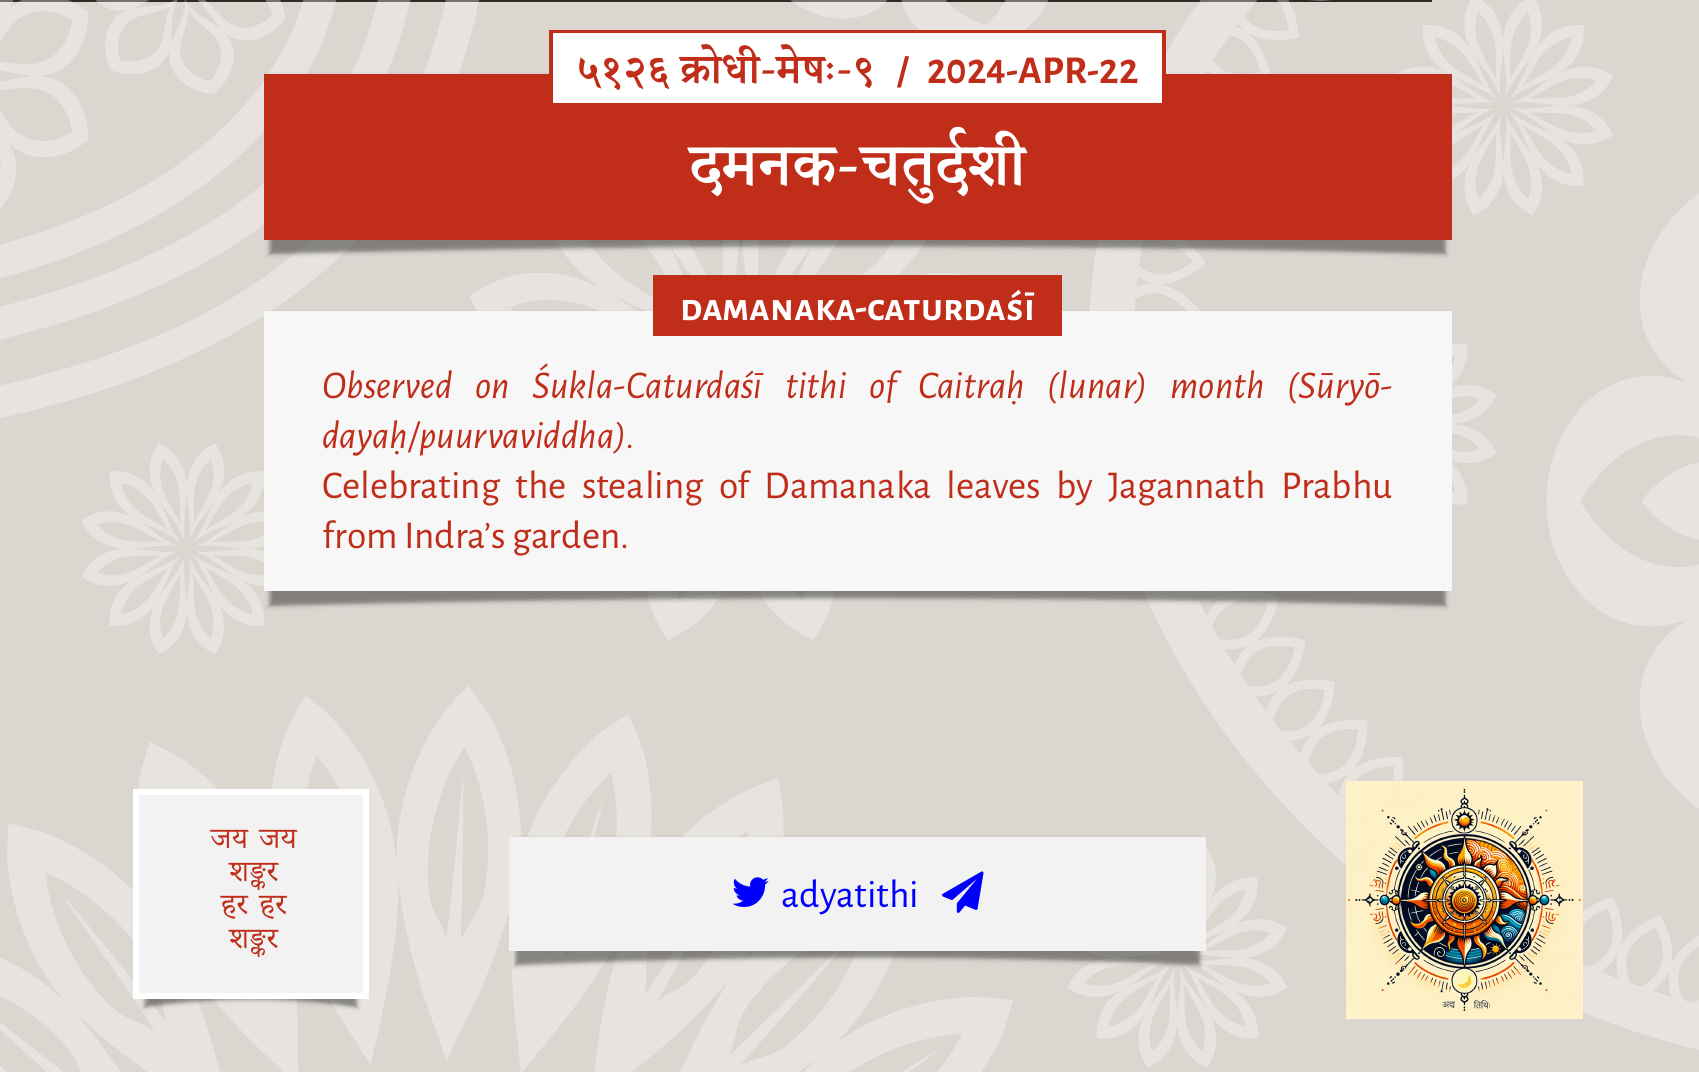 ५१२६ क्रोधी-मेषः-९ / 2024-APR-22
दमनक-चतुर्दशी
DAMANAKA-CATURDAŚĪ
Observed on Śukla-Caturdaśī tithi of Caitraḥ (lunar) month (Sūryō-
dayaḥ/puurvaviddha).
Celebrating the stealing of Damanaka leaves by Jagannath Prabhu
from Indra’s garden.
जय जय
शङ्कर
हर हर
शङ्कर
adyatithi
अद्य तिथिः